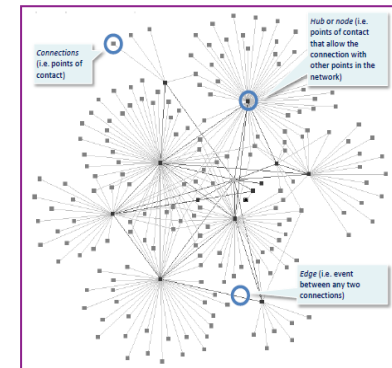 Connections
(i.e. points of
contact)
Hub or node (i.e.
points of contact
that allow the
connection with
other points in the
network)
Edge (i.e. event
between any two
connections)